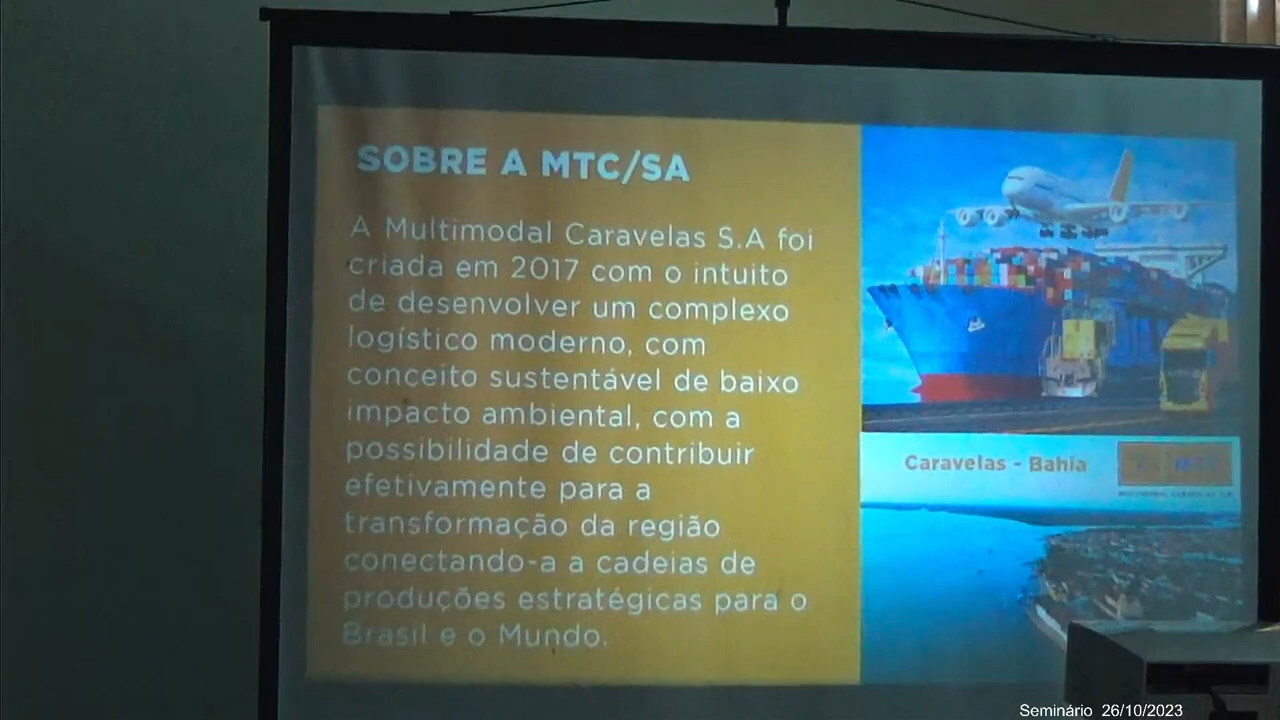 SOBRE A MTC/SA
A Multimodal Caravelas S.A foi
criada em 2017 com o intuito
de desenvolver um complexo
logístico moderno, com
conceito sustentável de baixo
impacto ambiental, com a
possibilidade de contribuir
efetivamente para a
transformação da região
conectando-a a cadeias de
produções estratégicas para o
Brasil e o Mundo.
Caravelas - Bahia
MTC
Seminário 26/10/2023